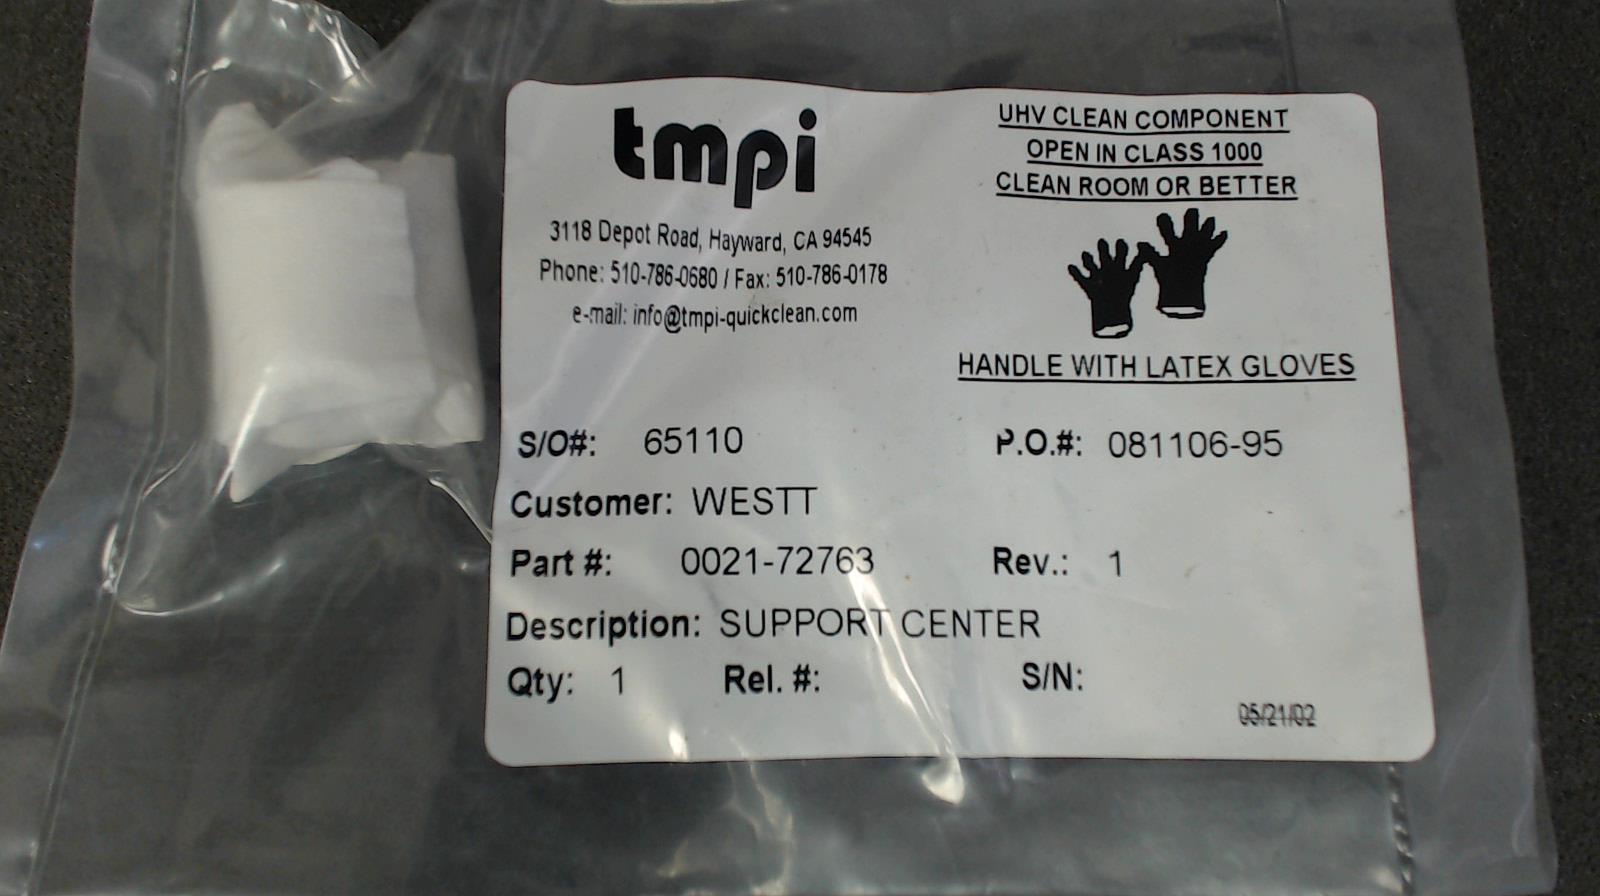 tmpi
3118 Depot Road, Hayward, CA 94545
Phone: 510-786-0680 / Fax: 510-786-0178
e-mail: info@tmpi-quickclean.com
UHV CLEAN COMPONENT
OPEN IN CLASS 1000
CLEAN ROOM OR BETTER
HANDLE WITH LATEX GLOVES
S/O#: 65110 P.O.#: 081106-95
Customer: WESTT
Part #: 0021-72763 Rev.: 1
Description: SUPPORT CENTER
Qty: 1 Rel. #: S/N:
05/21/02